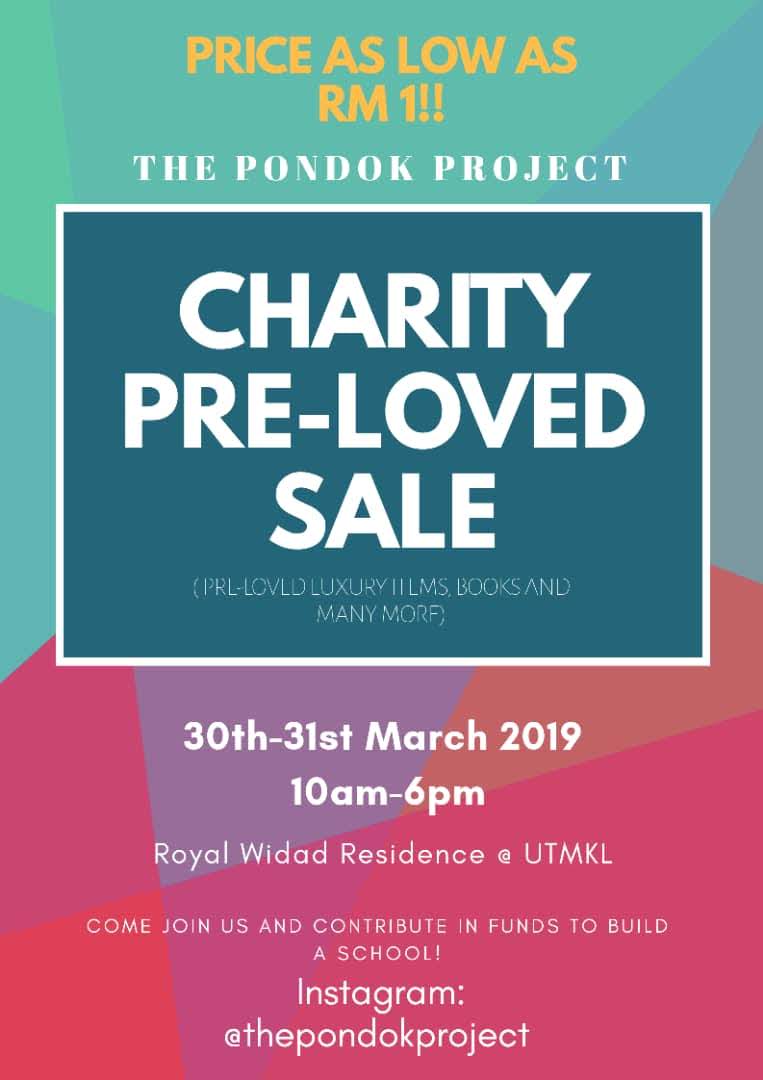 PRICE AS LOW AS
RM 1!!
THE PONDOK PROJECT
CHARITY
PRE-LOVED
SALE
( PRE-LOVED LUXURY ITEMS, BOOKS AND
MANY MORE)
30th-31st March 2019
10am-6pm
Royal Widad Residence @ UTMKL
COME JOIN US AND CONTRIBUTE IN FUNDS TO BUILD
A SCHOOL!
Instagram:
@thepondokproject